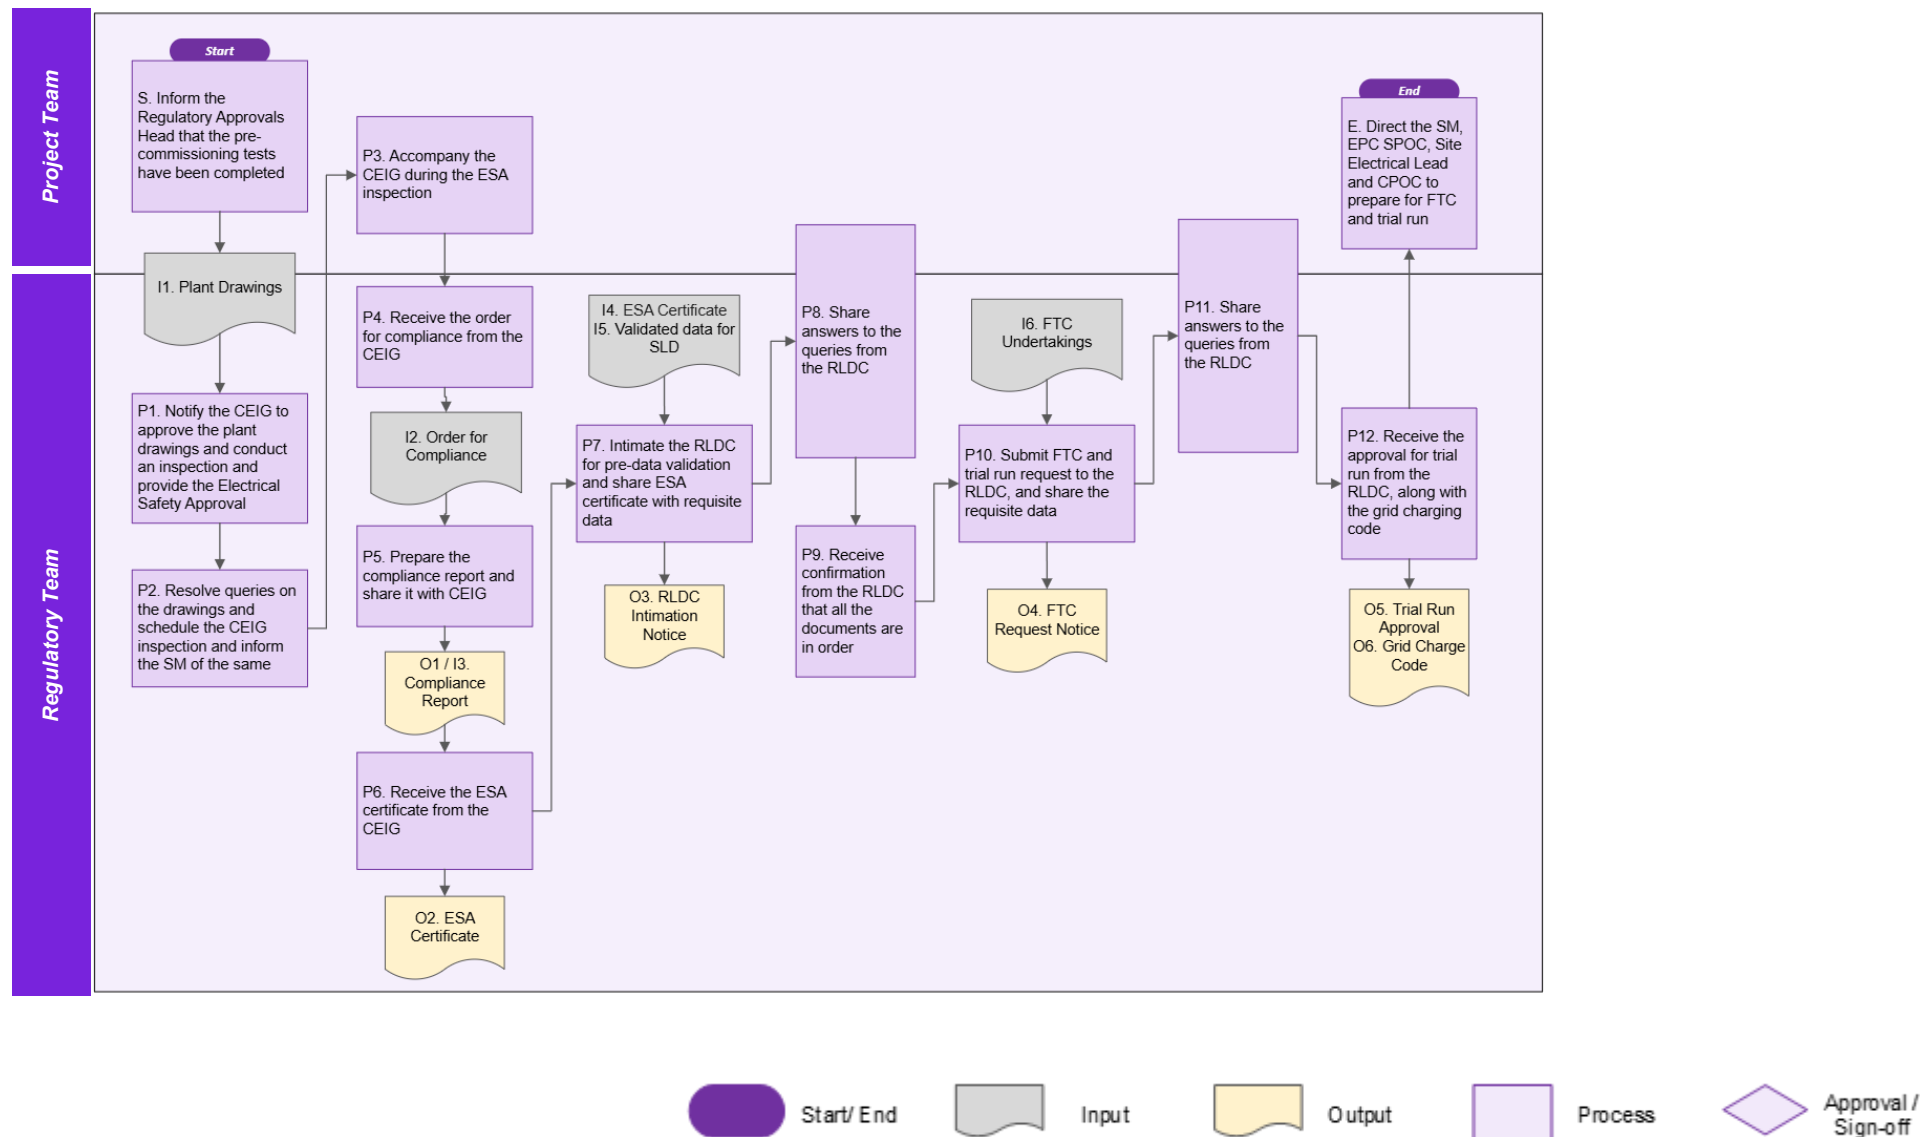 Project Team
Regulatory Team
Start
S. Inform the
Regulatory Approvals
Head that the pre-
commissioning tests
have been completed
I1. Plant Drawings
P1. Notify the CEIG to
approve the plant
drawings and conduct
an inspection and
provide the Electrical
Safety Approval
P2. Resolve queries on
the drawings and
schedule the CEIG
inspection and inform
the SM of the same
P3. Accompany the
CEIG during the ESA
inspection
P4. Receive the order
for compliance from the
CEIG
I2. Order for
Compliance
P5. Prepare the
compliance report and
share it with CEIG
O1 / I3.
Compliance
Report
P6. Receive the ESA
certificate from the
CEIG
O2. ESA
Certificate
I4. ESA Certificate
I5. Validated data for
SLD
P7. Intimate the RLDC
for pre-data validation
and share ESA
certificate with requisite
data
O3. RLDC
Intimation
Notice
P8. Share
answers to the
queries from
the RLDC
P9. Receive
confirmation
from the RLDC
that all the
documents are
in order
I6. FTC
Undertakings
P10. Submit FTC and
trial run request to the
RLDC, and share the
requisite data
O4. FTC
Request Notice
P11. Share
answers to the
queries from
the RLDC
End
E. Direct the SM,
EPC SPOC, Site
Electrical Lead
and CPOC to
prepare for FTC
and trial run
P12. Receive the
approval for trial
run from the
RLDC, along with
the grid charging
code
O5. Trial Run
Approval
O6. Grid Charge
Code
Start/ End
Input
Output
Process
Approval /
Sign-off